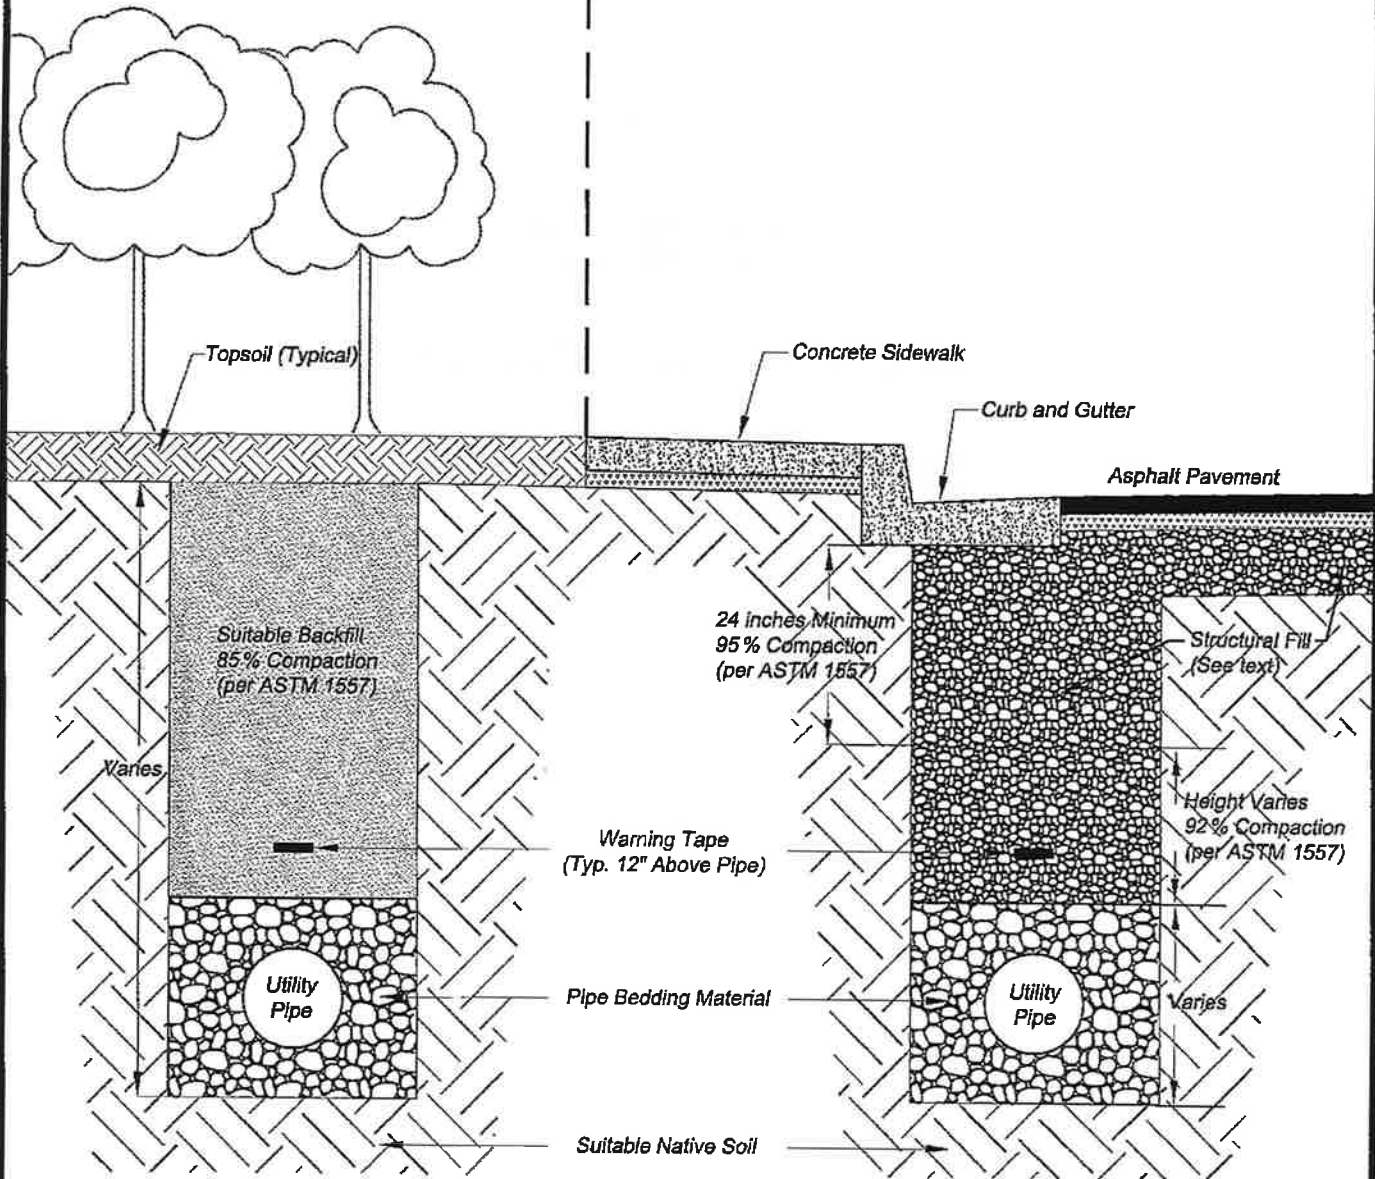 Topsoil (Typical)
Concrete Sidewalk
Curb and Gutter
Asphalt Pavement
Suitable Backfill
85% Compaction
(per ASTM 1557)
24 inches Minimum
95% Compaction
(per ASTM 1557)
Structural Fill
(See text)
Varies
Height Varies
92% Compaction
(per ASTM 1557)
Warning Tape
(Typ. 12" Above Pipe)
Utility
Pipe
Pipe Bedding Material
Utility
Pipe
Varies
Suitable Native Soil